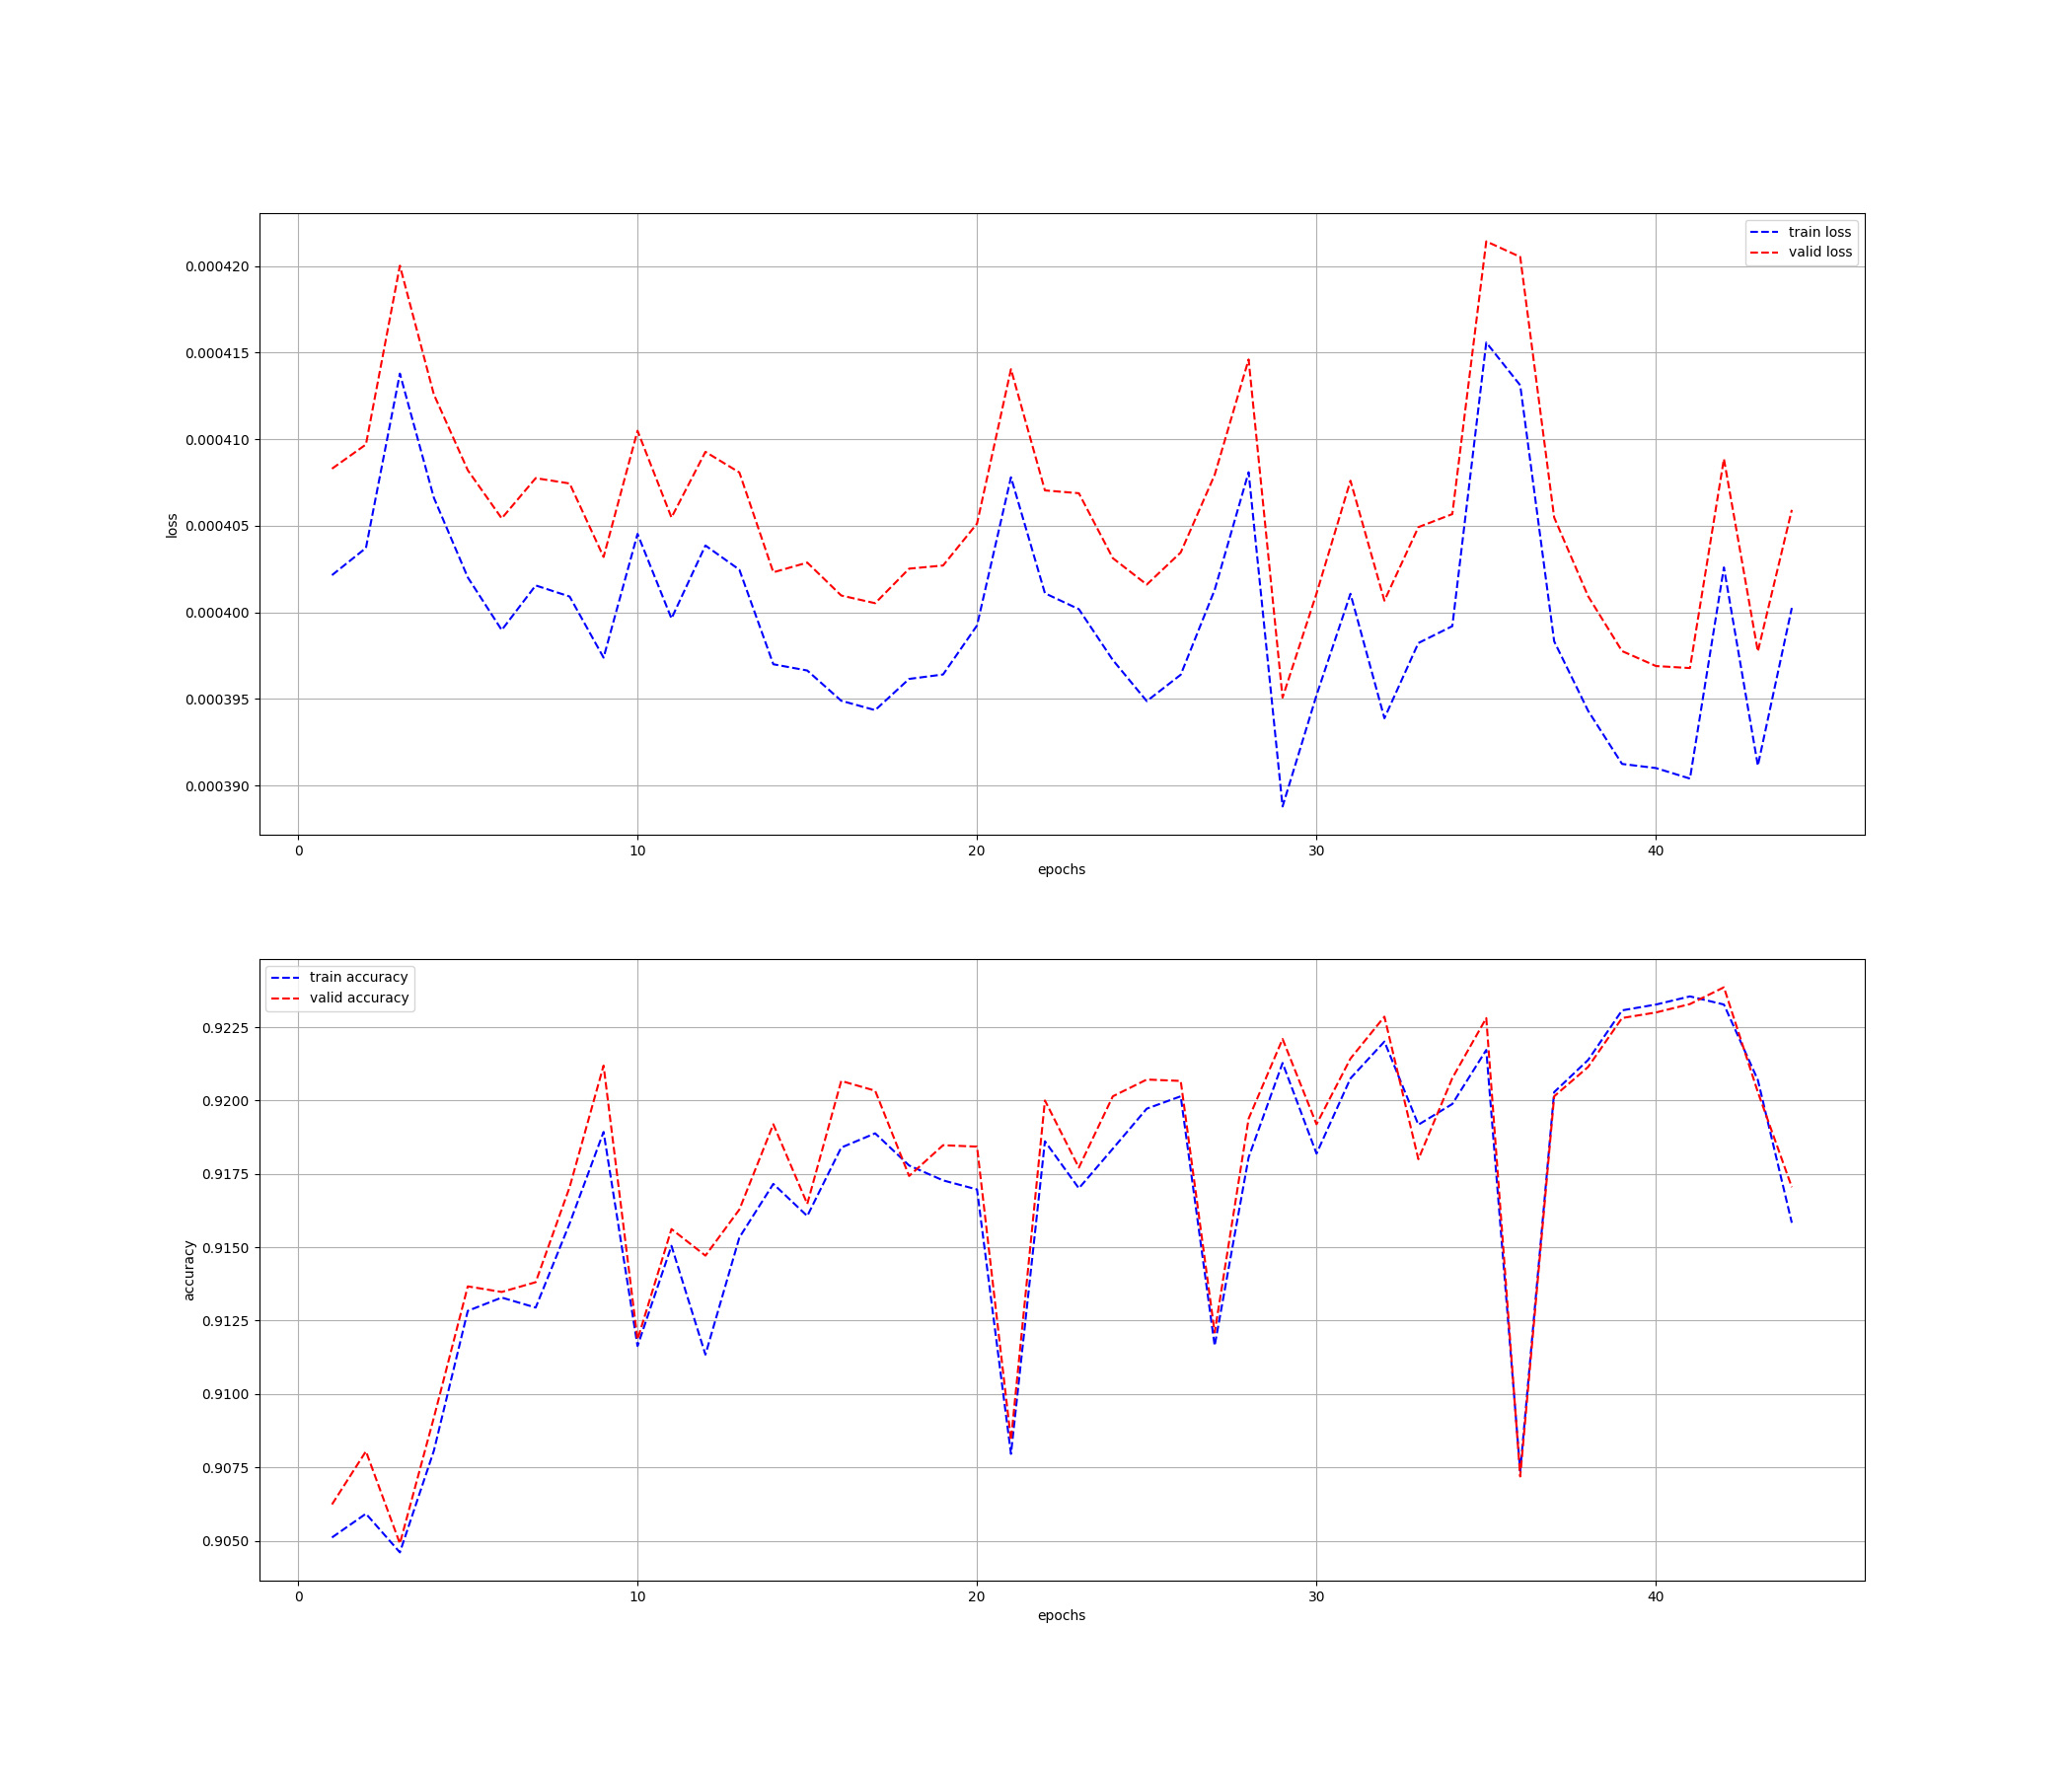 train loss
valid loss
0.000420
0.000415
0.000410
0.000405
0.000400
0.000395
0.000390
loss
0 10 20 30 40
epochs
train accuracy
valid accuracy
0.9225
0.9200
0.9175
0.9150
0.9125
0.9100
0.9075
0.9050
accuracy
0 10 20 30 40
epochs